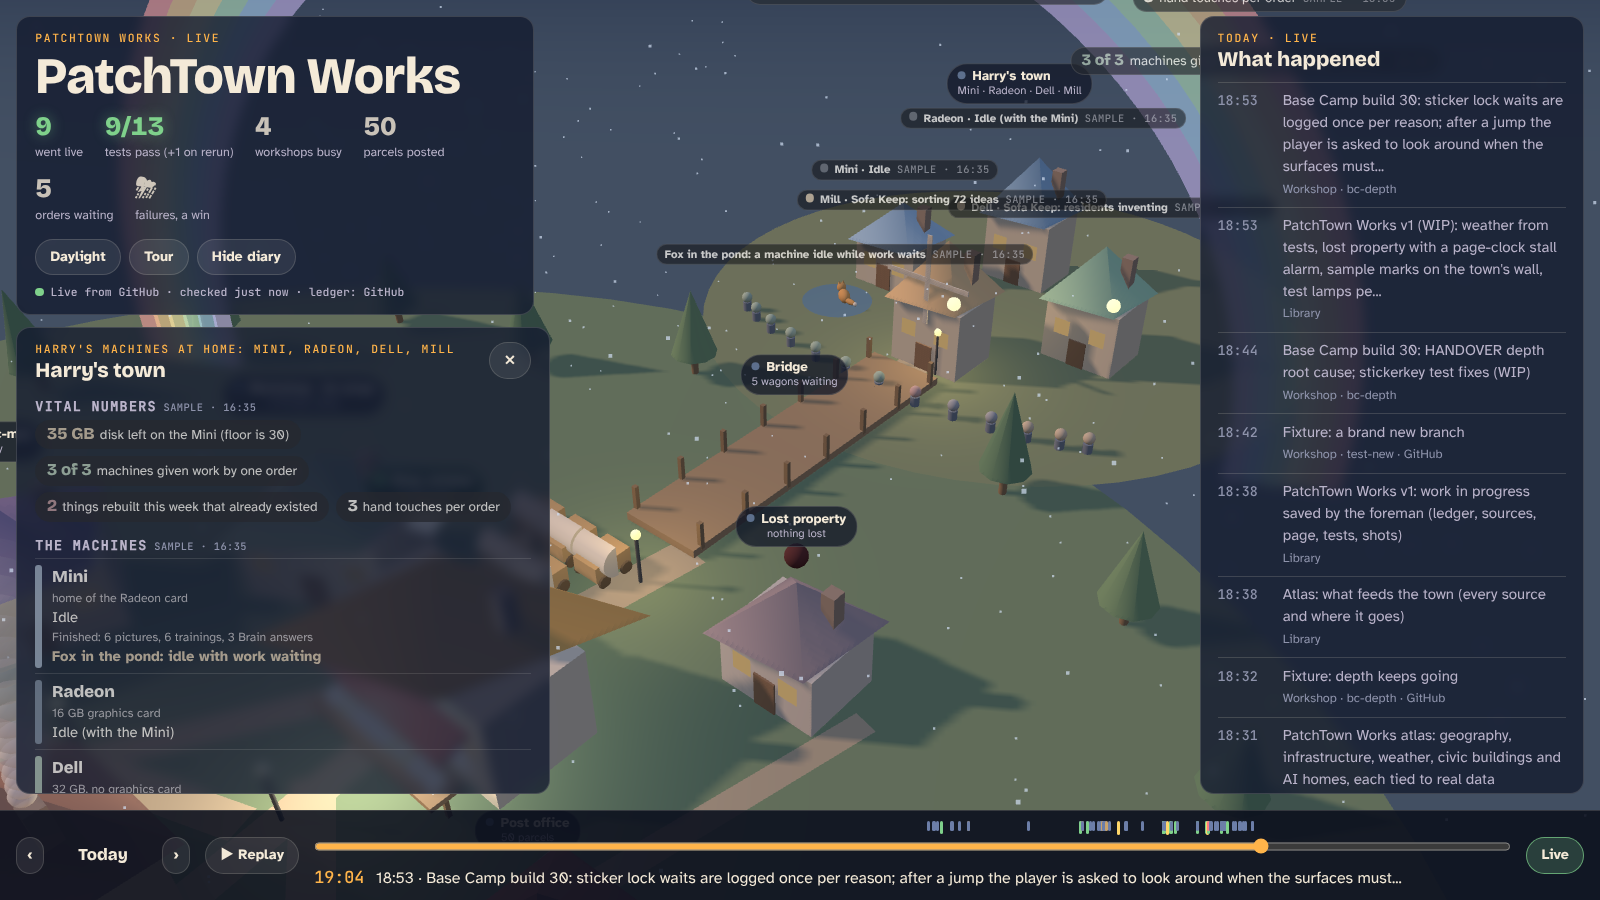 PATCHTOWN WORKS · LIVE
PatchTown Works
9 went live
9/13 tests pass (+1 on rerun)
4 workshops busy
50 parcels posted
5 orders waiting
failures, a win
Daylight
Tour
Hide diary
Live from GitHub · checked just now · ledger: GitHub
HARRY'S MACHINES AT HOME: MINI, RADEON, DELL, MILL
Harry's town
×
VITAL NUMBERS SAMPLE · 16:35
35 GB disk left on the Mini (floor is 30)
3 of 3 machines given work by one order
2 things rebuilt this week that already existed
3 hand touches per order
THE MACHINES SAMPLE · 16:35
Mini
home of the Radeon card
Idle
Finished: 6 pictures, 6 trainings, 3 Brain answers
Fox in the pond: idle with work waiting
Radeon
16 GB graphics card
Idle (with the Mini)
Dell
32 GB, no graphics card
hand touches per order SAMPLE · 16:35
3 of 3 machines gi
Harry's town
Mini · Radeon · Dell · Mill
Radeon · Idle (with the Mini) SAMPLE · 16:35
Mini · Idle SAMPLE · 16:35
Mill · Sofa Keep: sorting 72 ideas SAMPLE · 16:35
Dell · Sofa Keep: residents inventing SAMP
Fox in the pond: a machine idle while work waits SAMPLE · 16:35
Bridge
5 wagons waiting
Lost property
nothing lost
Post office
TODAY · LIVE
What happened
18:53 Base Camp build 30: sticker lock waits are
logged once per reason; after a jump the
player is asked to look around when the
surfaces must…
Workshop · bc-depth
18:53 PatchTown Works v1 (WIP): weather from
tests, lost property with a page-clock stall
alarm, sample marks on the town's wall,
test lamps pe…
Library
18:44 Base Camp build 30: HANDOVER depth
root cause; stickerkey test fixes (WIP)
Workshop · bc-depth
18:42 Fixture: a brand new branch
Workshop · test-new · GitHub
18:38 PatchTown Works v1: work in progress
saved by the foreman (ledger, sources,
page, tests, shots)
Library
18:38 Atlas: what feeds the town (every source
and where it goes)
Library
18:32 Fixture: depth keeps going
Workshop · bc-depth · GitHub
18:31 PatchTown Works atlas: geography,
infrastructure, weather, civic buildings and
AI homes, each tied to real data
‹
Today
›
▶ Replay
Live
19:04 18:53 · Base Camp build 30: sticker lock waits are logged once per reason; after a jump the player is asked to look around when the surfaces must…